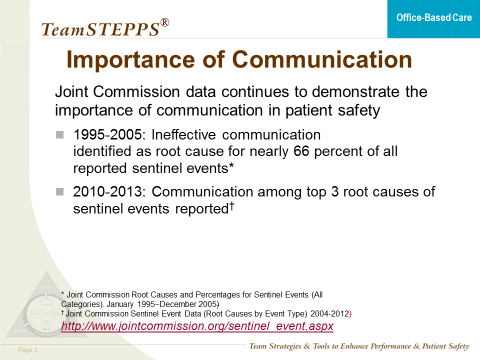 Office-Based Care
TeamSTEPPS®
Importance of Communication
Joint Commission data continues to demonstrate the
importance of communication in patient safety
1995-2005: Ineffective communication
identified as root cause for nearly 66 percent of all
reported sentinel events*
2010-2013: Communication among top 3 root causes of
sentinel events reported†
* Joint Commission Root Causes and Percentages for Sentinel Events (All
Categories). January 1995–December 2005)
† Joint Commission Sentinel Event Data (Root Causes by Event Type) 2004-2012)
http://www.jointcommission.org/sentinel_event.aspx
Page 3
Team Strategies & Tools to Enhance Performance & Patient Safety